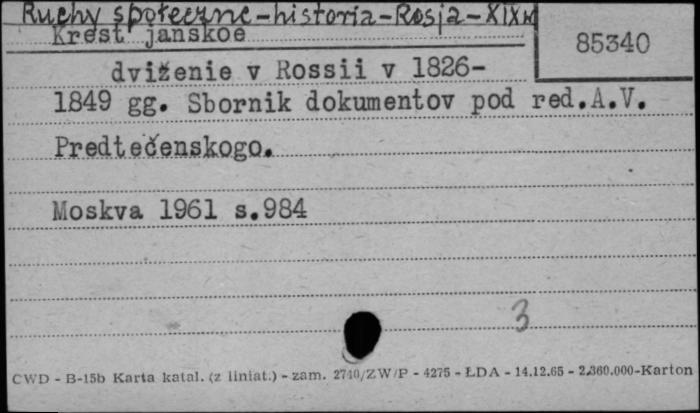 Ruchy społeczne-historia-Rosja-XIXw
85340
Krest'janskoe
dviženie v Rossii v 1826-
1849 gg. Sbornik dokumentov pod red.A.V.
Predtečenskogo.
Moskva 1961 s.984
3
CWD - B-15b Karta katal. (z liniat.) - zam. 2740/ZW/P - 4275 - ŁDA - 14.12.65 - 2.360.000-Karton